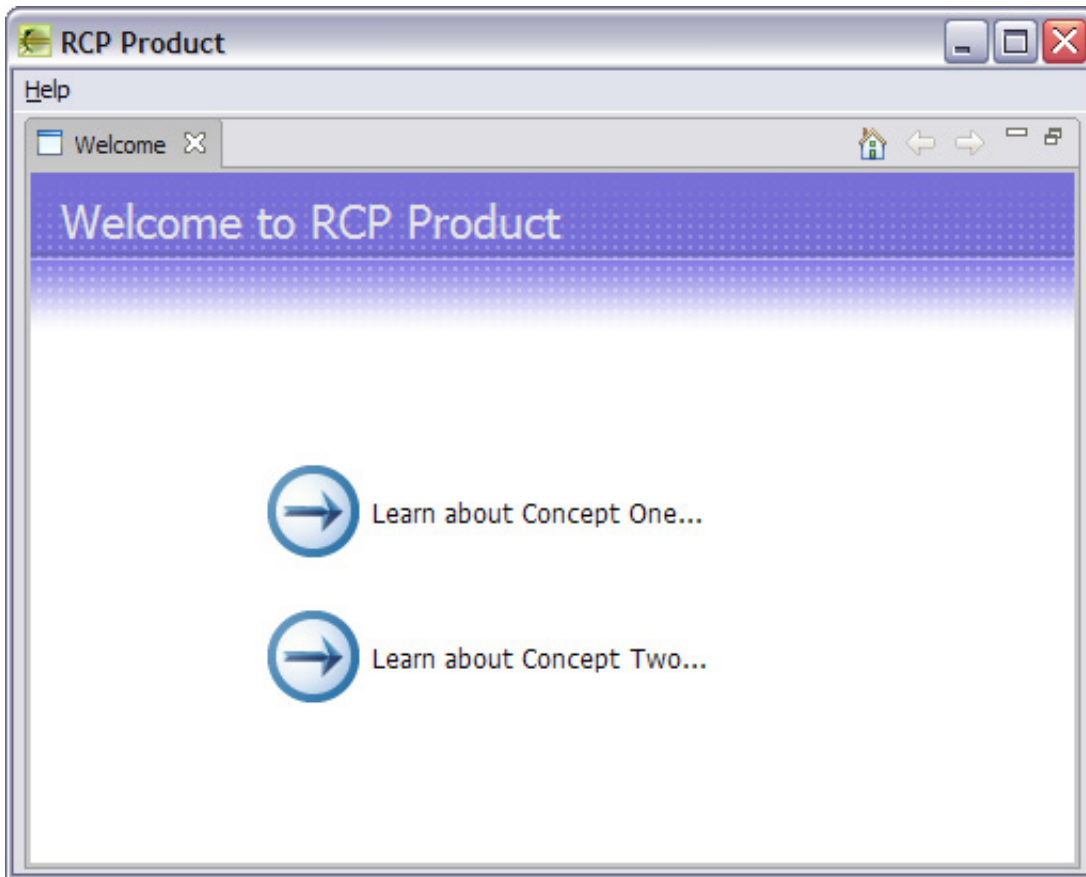 RCP Product
Help
Welcome
Welcome to RCP Product
Learn about Concept One...
Learn about Concept Two...